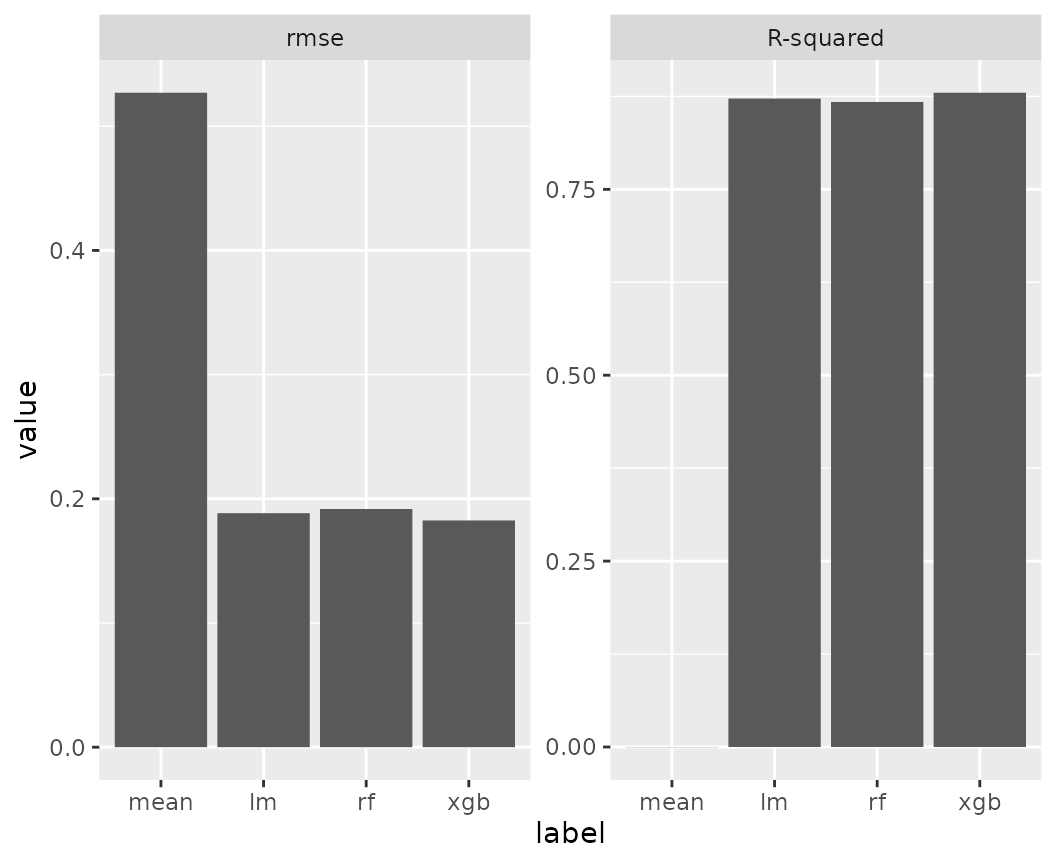 rmse
R-squared
value
0.4
0.2
0.0
mean lm rf xgb
0.75
0.50
0.25
0.00
mean lm rf xgb
label